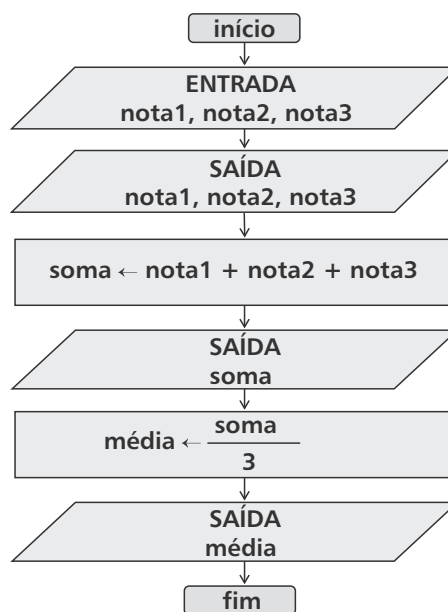 início
ENTRADA
nota1, nota2, nota3
SAÍDA
nota1, nota2, nota3
soma ← nota1 + nota2 + nota3
SAÍDA
soma
média ← soma
3
SAÍDA
média
fim